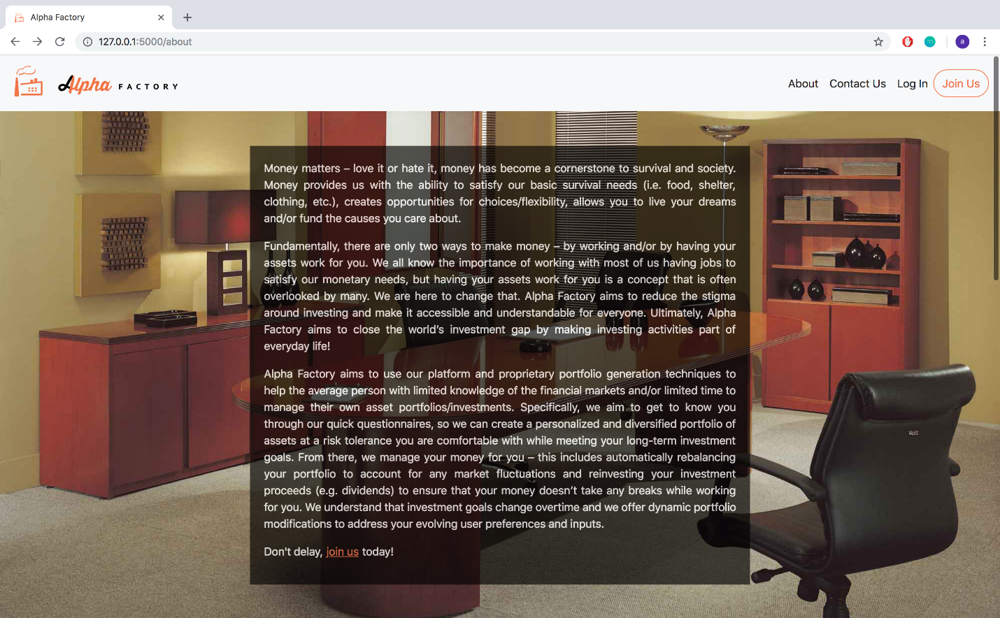 Alpha Factory
127.0.0.1:5000/about
a
Alpha FACTORY
About Contact Us Log In Join Us
Money matters – love it or hate it, money has become a cornerstone to survival and society.
Money provides us with the ability to satisfy our basic survival needs (i.e. food, shelter,
clothing, etc.), creates opportunities for choices/flexibility, allows you to live your dreams
and/or fund the causes you care about.
Fundamentally, there are only two ways to make money – by working and/or by having your
assets work for you. We all know the importance of working with most of us having jobs to
satisfy our monetary needs, but having your assets work for you is a concept that is often
overlooked by many. We are here to change that. Alpha Factory aims to reduce the stigma
around investing and make it accessible and understandable for everyone. Ultimately, Alpha
Factory aims to close the world's investment gap by making investing activities part of
everyday life!
Alpha Factory aims to use our platform and proprietary portfolio generation techniques to
help the average person with limited knowledge of the financial markets and/or limited time to
manage their own asset portfolios/investments. Specifically, we aim to get to know you
through our quick questionnaires, so we can create a personalized and diversified portfolio of
assets at a risk tolerance you are comfortable with while meeting your long-term investment
goals. From there, we manage your money for you – this includes automatically rebalancing
your portfolio to account for any market fluctuations and reinvesting your investment
proceeds (e.g. dividends) to ensure that your money doesn't take any breaks while working
for you. We understand that investment goals change overtime and we offer dynamic portfolio
modifications to address your evolving user preferences and inputs.
Don't delay, join us today!